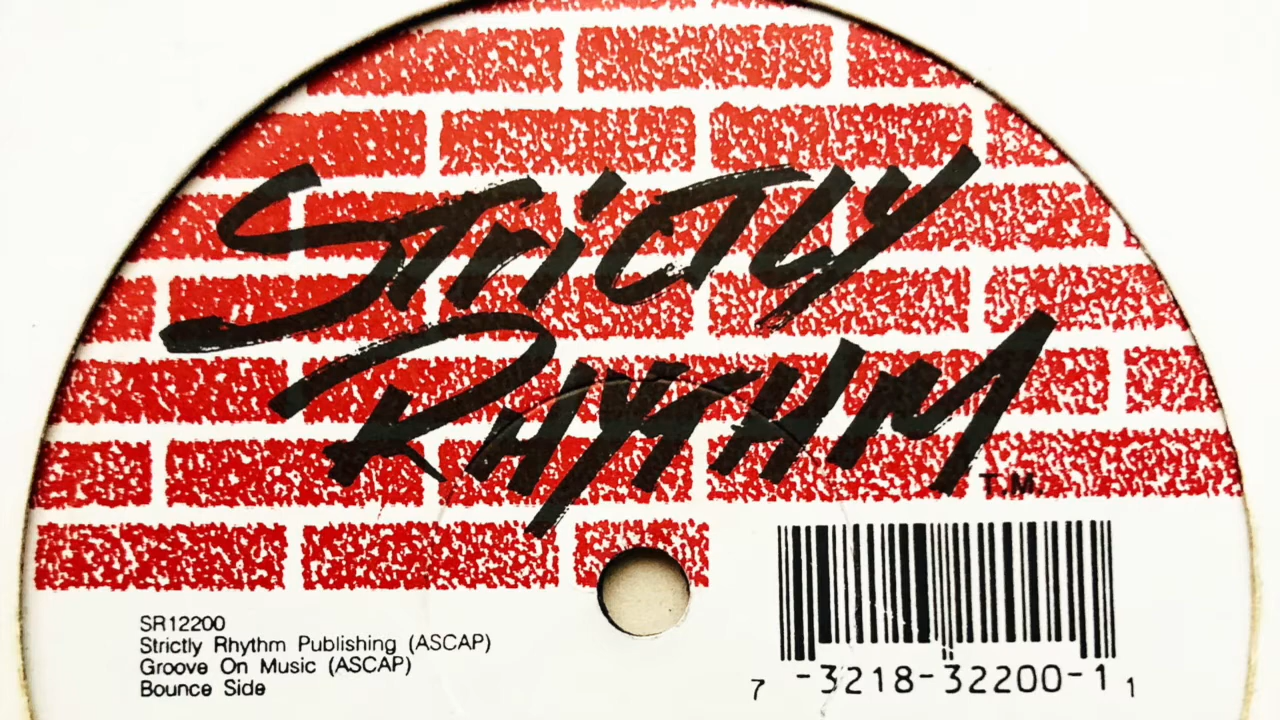 Strictly
Rhythm
T.M.
SR12200
Strictly Rhythm Publishing (ASCAP)
Groove On Music (ASCAP)
Bounce Side
7 -3218-32200-1 1